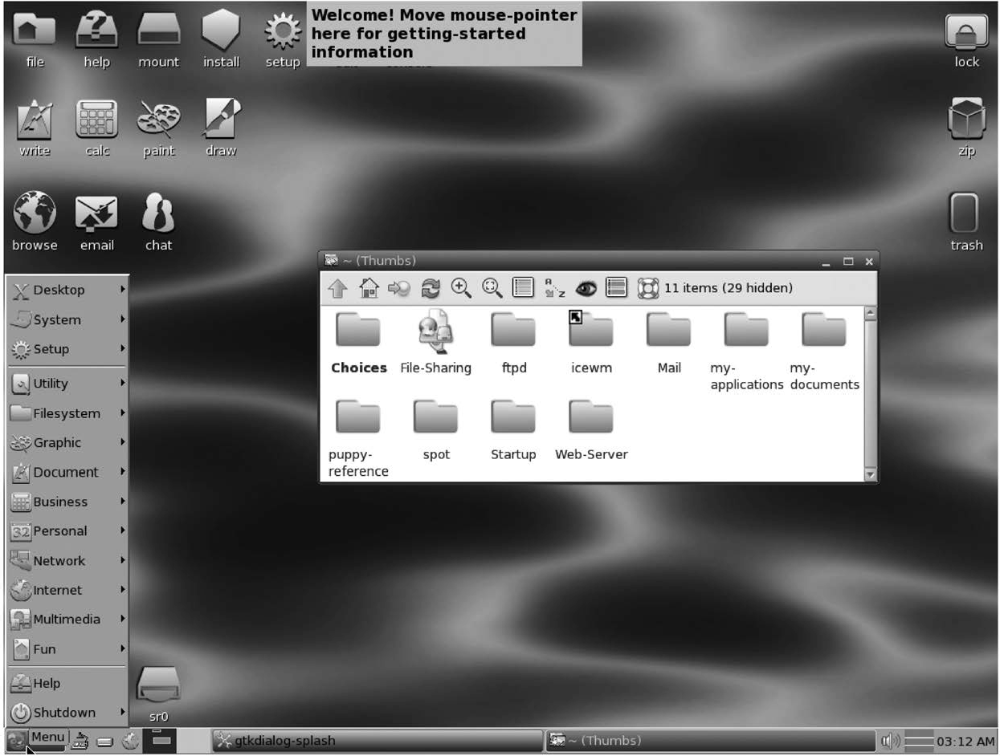 Welcome! Move mouse-pointer
here for getting-started
information
file
help
mount
install
setup
lock
write
calc
paint
draw
zip
browse
email
chat
trash
~ (Thumbs)
A
Z
11 items (29 hidden)
Choices
File-Sharing
ftpd
icewm
Mail
my-
applications
my-
documents
puppy-
reference
spot
Startup
Web-Server
Desktop
System
Setup
Utility
Filesystem
Graphic
Document
Business
32 Personal
Network
Internet
Multimedia
Fun
Help
Shutdown
sr0
Menu
gtkdialog-splash
~ (Thumbs)
03:12 AM